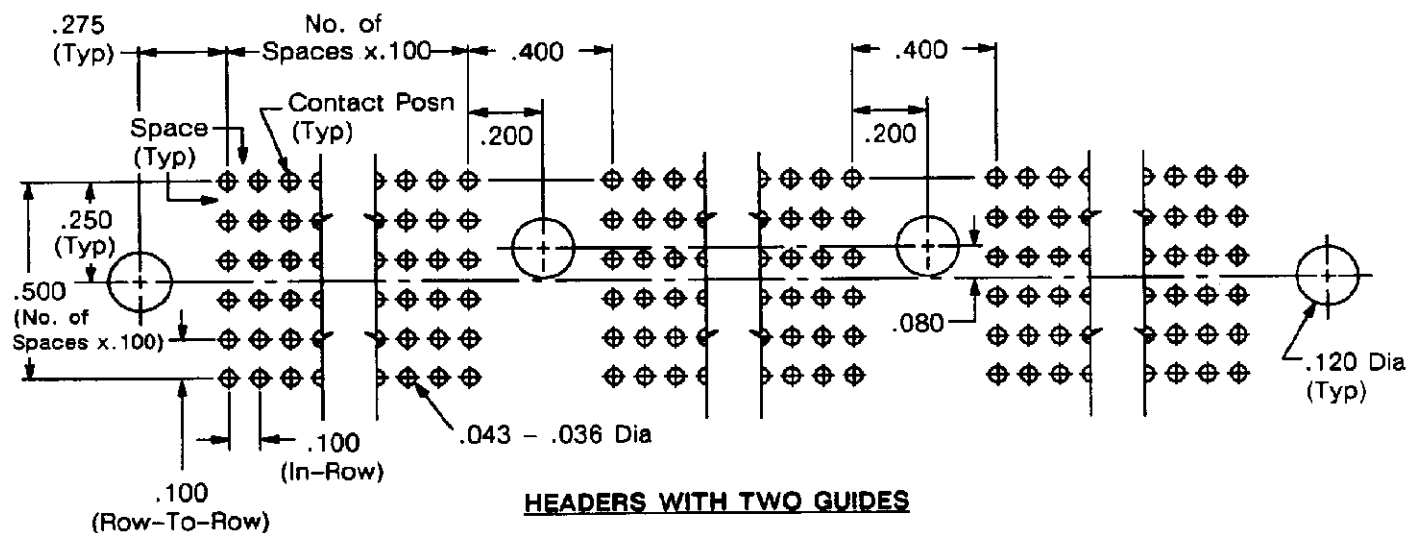 .275
(Typ)
No. of
Spaces x.100
.400
.400
Contact Posn
(Typ)
Space
(Typ)
.200
.200
.250
(Typ)
.500
(No. of
Spaces x.100)
.080
.120 Dia
(Typ)
.043 – .036 Dia
.100
(In–Row)
.100
(Row–To–Row)
HEADERS WITH TWO GUIDES